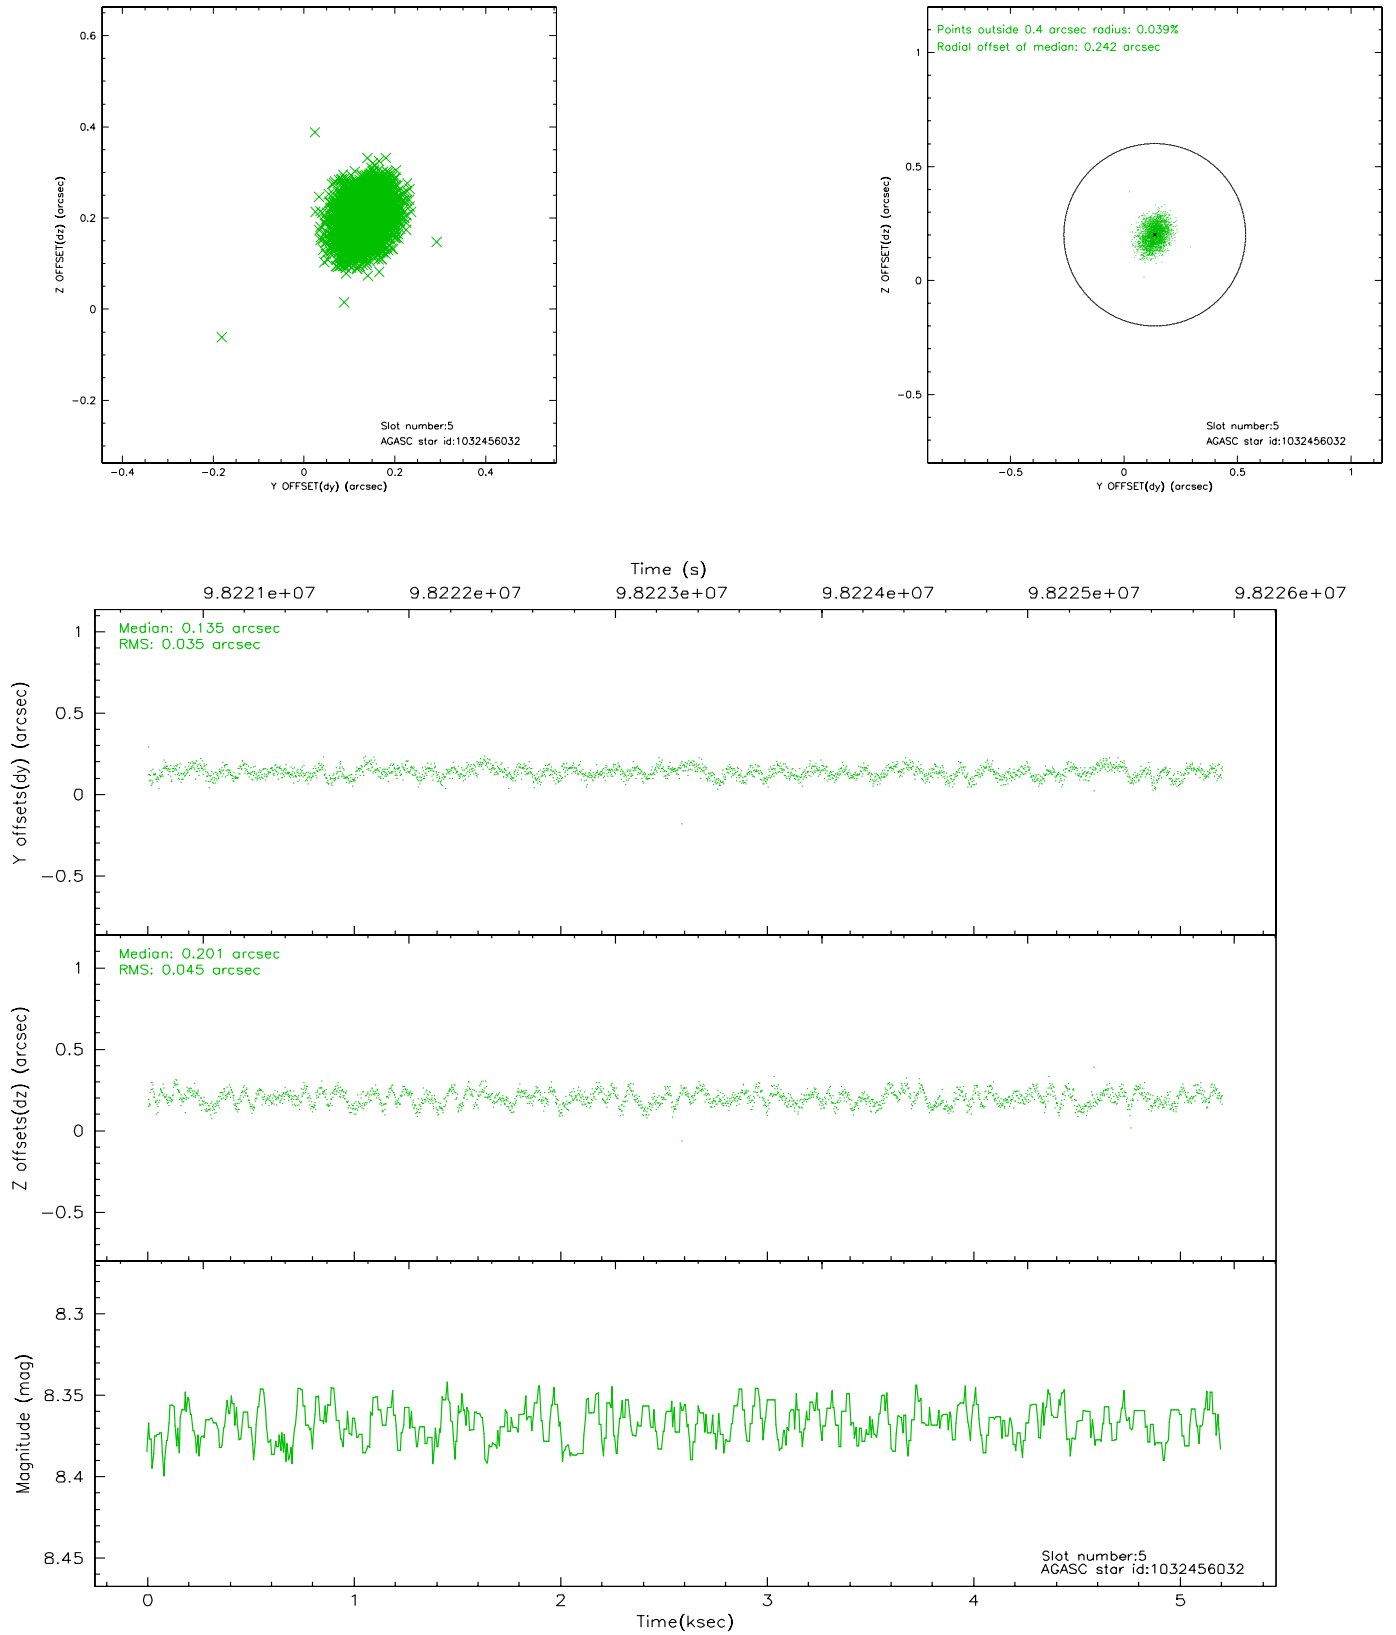 0.6
0.4
0.2
0
−0.2
Z OFFSET(dz) (arcsec)
Slot number:5
AGASC star id:1032456032
−0.4 −0.2 0 0.2 0.4
Y OFFSET(dy) (arcsec)
Points outside 0.4 arcsec radius: 0.039%
Radial offset of median: 0.242 arcsec
1
0.5
0
−0.5
Z OFFSET(dz) (arcsec)
Slot number:5
AGASC star id:1032456032
−0.5 0 0.5 1
Y OFFSET(dy) (arcsec)
Time (s)
9.8221e+07 9.8222e+07 9.8223e+07 9.8224e+07 9.8225e+07 9.8226e+07
Median: 0.135 arcsec
RMS: 0.035 arcsec
1
0.5
0
−0.5
Y offsets(dy) (arcsec)
Median: 0.201 arcsec
RMS: 0.045 arcsec
1
0.5
0
−0.5
Z offsets(dz) (arcsec)
8.3
8.35
8.4
8.45
Magnitude (mag)
Slot number:5
AGASC star id:1032456032
0 1 2 3 4 5
Time(ksec)